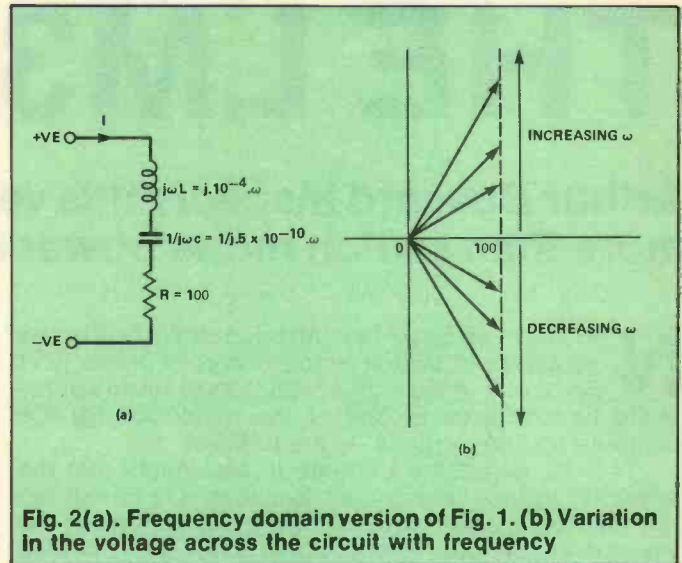 I
+VE
jωL = j.10⁻⁴.ω
1/jωc = 1/j.5 x 10⁻¹⁰.ω
R = 100
–VE
(a)
INCREASING ω
0
100
DECREASING ω
(b)
Fig. 2(a). Frequency domain version of Fig. 1. (b) Variation
in the voltage across the circuit with frequency